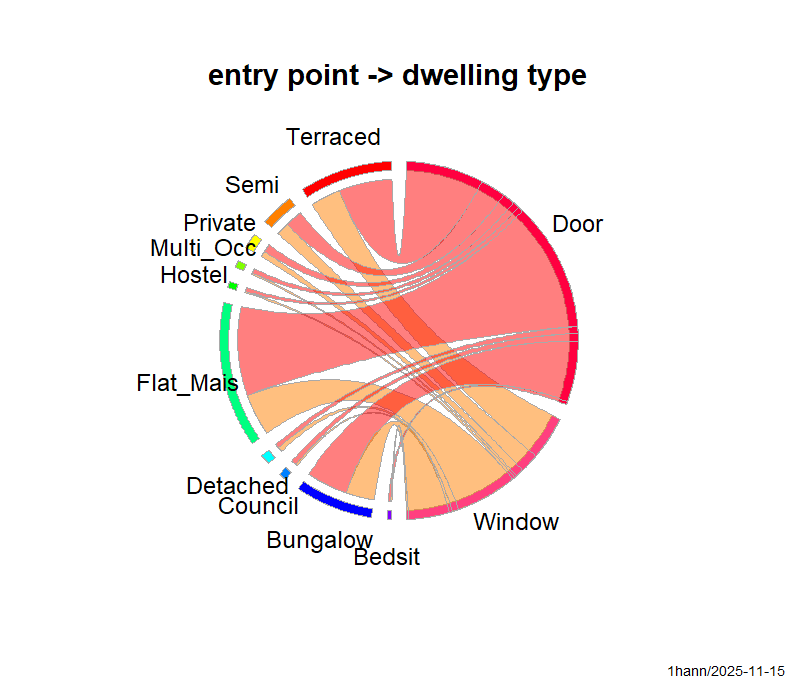 entry point -> dwelling type
Terraced
Semi
Door
Private
Multi_Occ
Hostel
Flat_Mais
Detached
Council
Window
Bungalow
Bedsit
1hann/2025-11-15